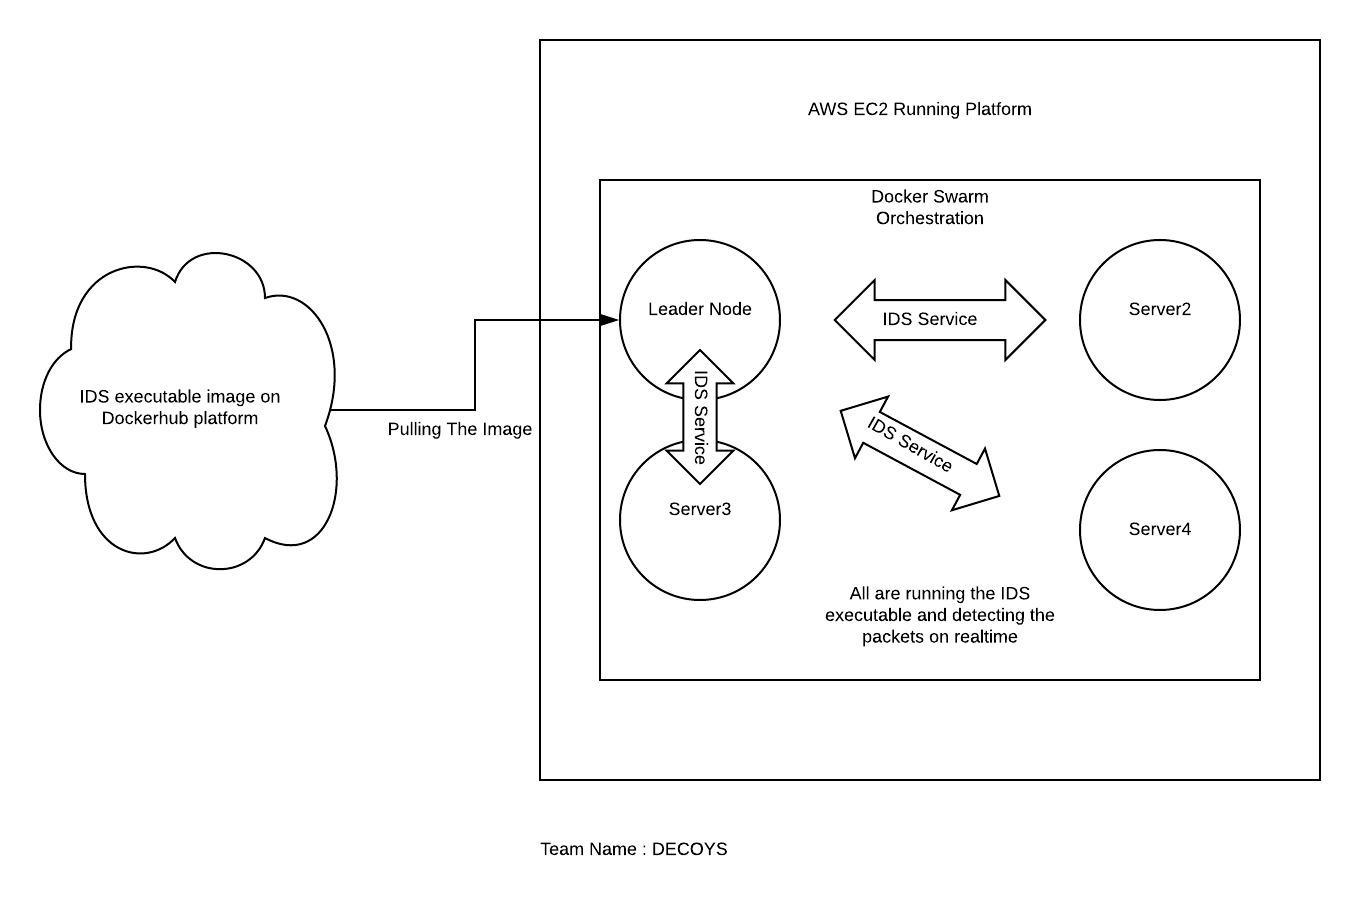 AWS EC2 Running Platform
Docker Swarm
Orchestration
Leader Node
IDS Service
Server2
IDS Service
IDS executable image on
Dockerhub platform
Pulling The Image
IDS Service
Server3
Server4
All are running the IDS
executable and detecting the
packets on realtime
Team Name : DECOYS